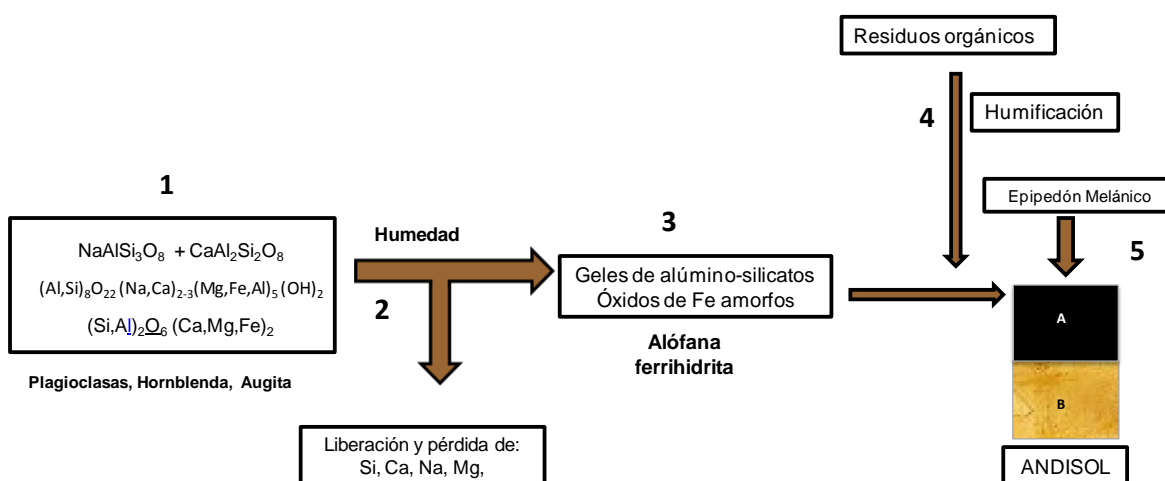 Residuos orgánicos
4
Humificación
1
Epipedón Melánico
3
5
NaAlSi₃O₈ + CaAl₂Si₂O₈
(Al,Si)₈O₂₂ (Na,Ca)₂₋₃(Mg,Fe,Al)₅ (OH)₂
(Si,Al)₂O₆ (Ca,Mg,Fe)₂
Humedad
2
Geles de alúmino-silicatos
Óxidos de Fe amorfos
Alófana
ferrihidrita
Plagioclasas, Hornblenda, Augita
A
B
Liberación y pérdida de:
Si, Ca, Na, Mg,
ANDISOL